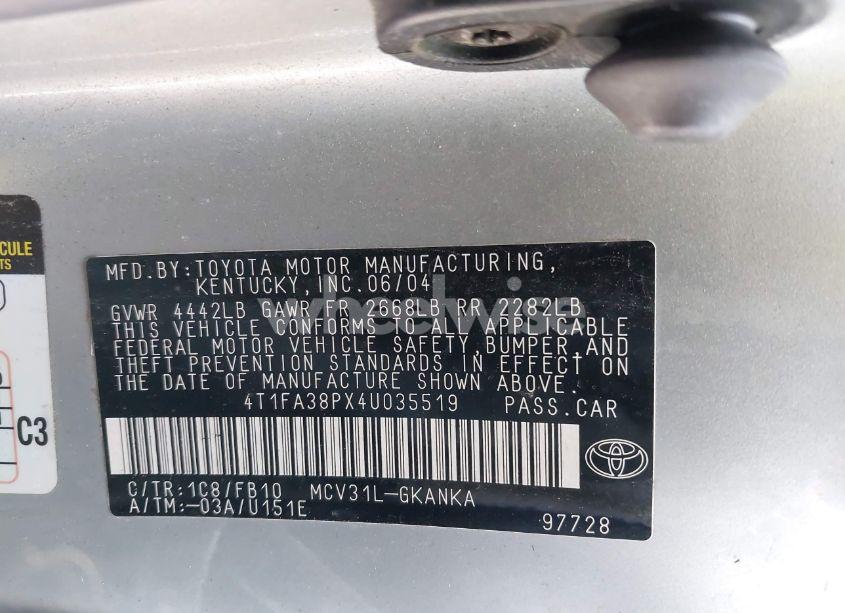 CULE
TS
C3
MFD.BY:TOYOTA MOTOR MANUFACTURING,
KENTUCKY,INC.06/04
GVWR 4442LB GAWR FR 2668LB RR 2282LB
THIS VEHICLE CONFORMS TO ALL APPLICABLE
FEDERAL MOTOR VEHICLE SAFETY,BUMPER,AND
THEFT PREVENTION STANDARDS IN EFFECT ON
THE DATE OF MANUFACTURE SHOWN ABOVE.
4T1FA38PX4U035519 PASS.CAR
C/TR:1C8/FB10 MCV31L-GKANKA
A/TM:-03A/U151E
97728
wheelwise